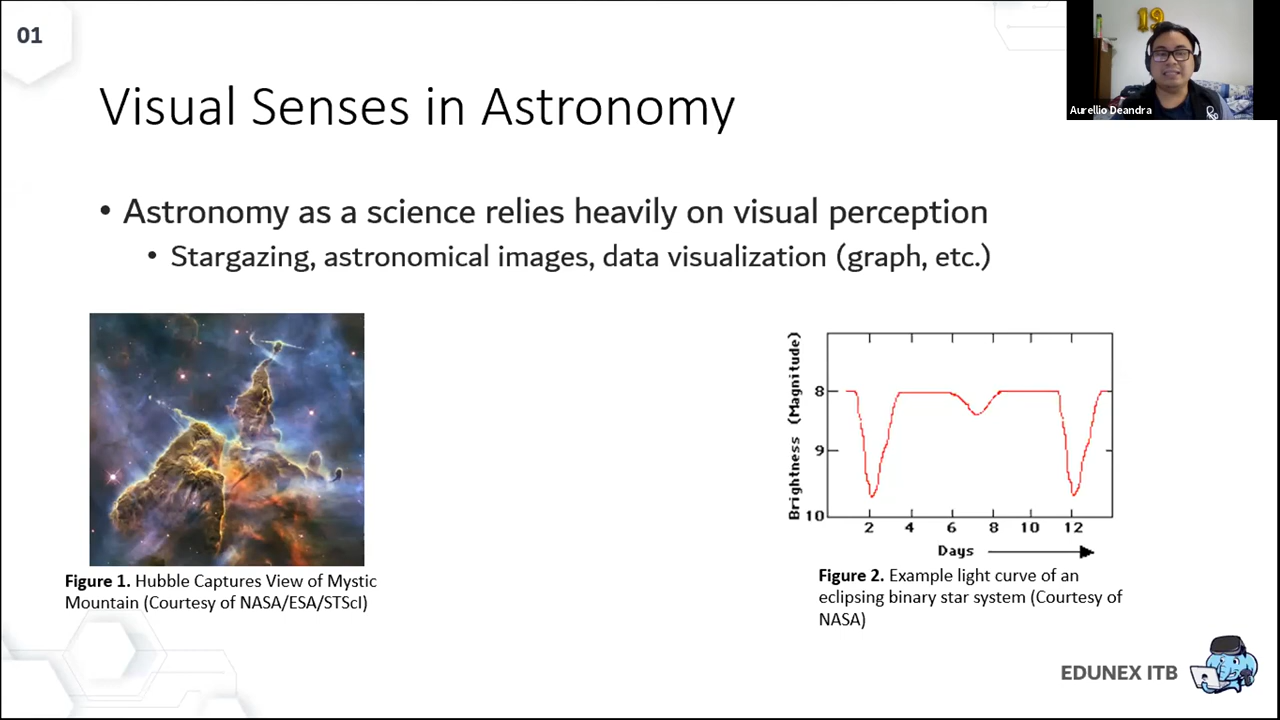 01
19
Aurellio Deandra
Visual Senses in Astronomy
• Astronomy as a science relies heavily on visual perception
• Stargazing, astronomical images, data visualization (graph, etc.)
Brightness (Magnitude)
8
9
10
2 4 6 8 10 12
Days
Figure 1. Hubble Captures View of Mystic
Mountain (Courtesy of NASA/ESA/STScI)
Figure 2. Example light curve of an
eclipsing binary star system (Courtesy of
NASA)
EDUNEX ITB